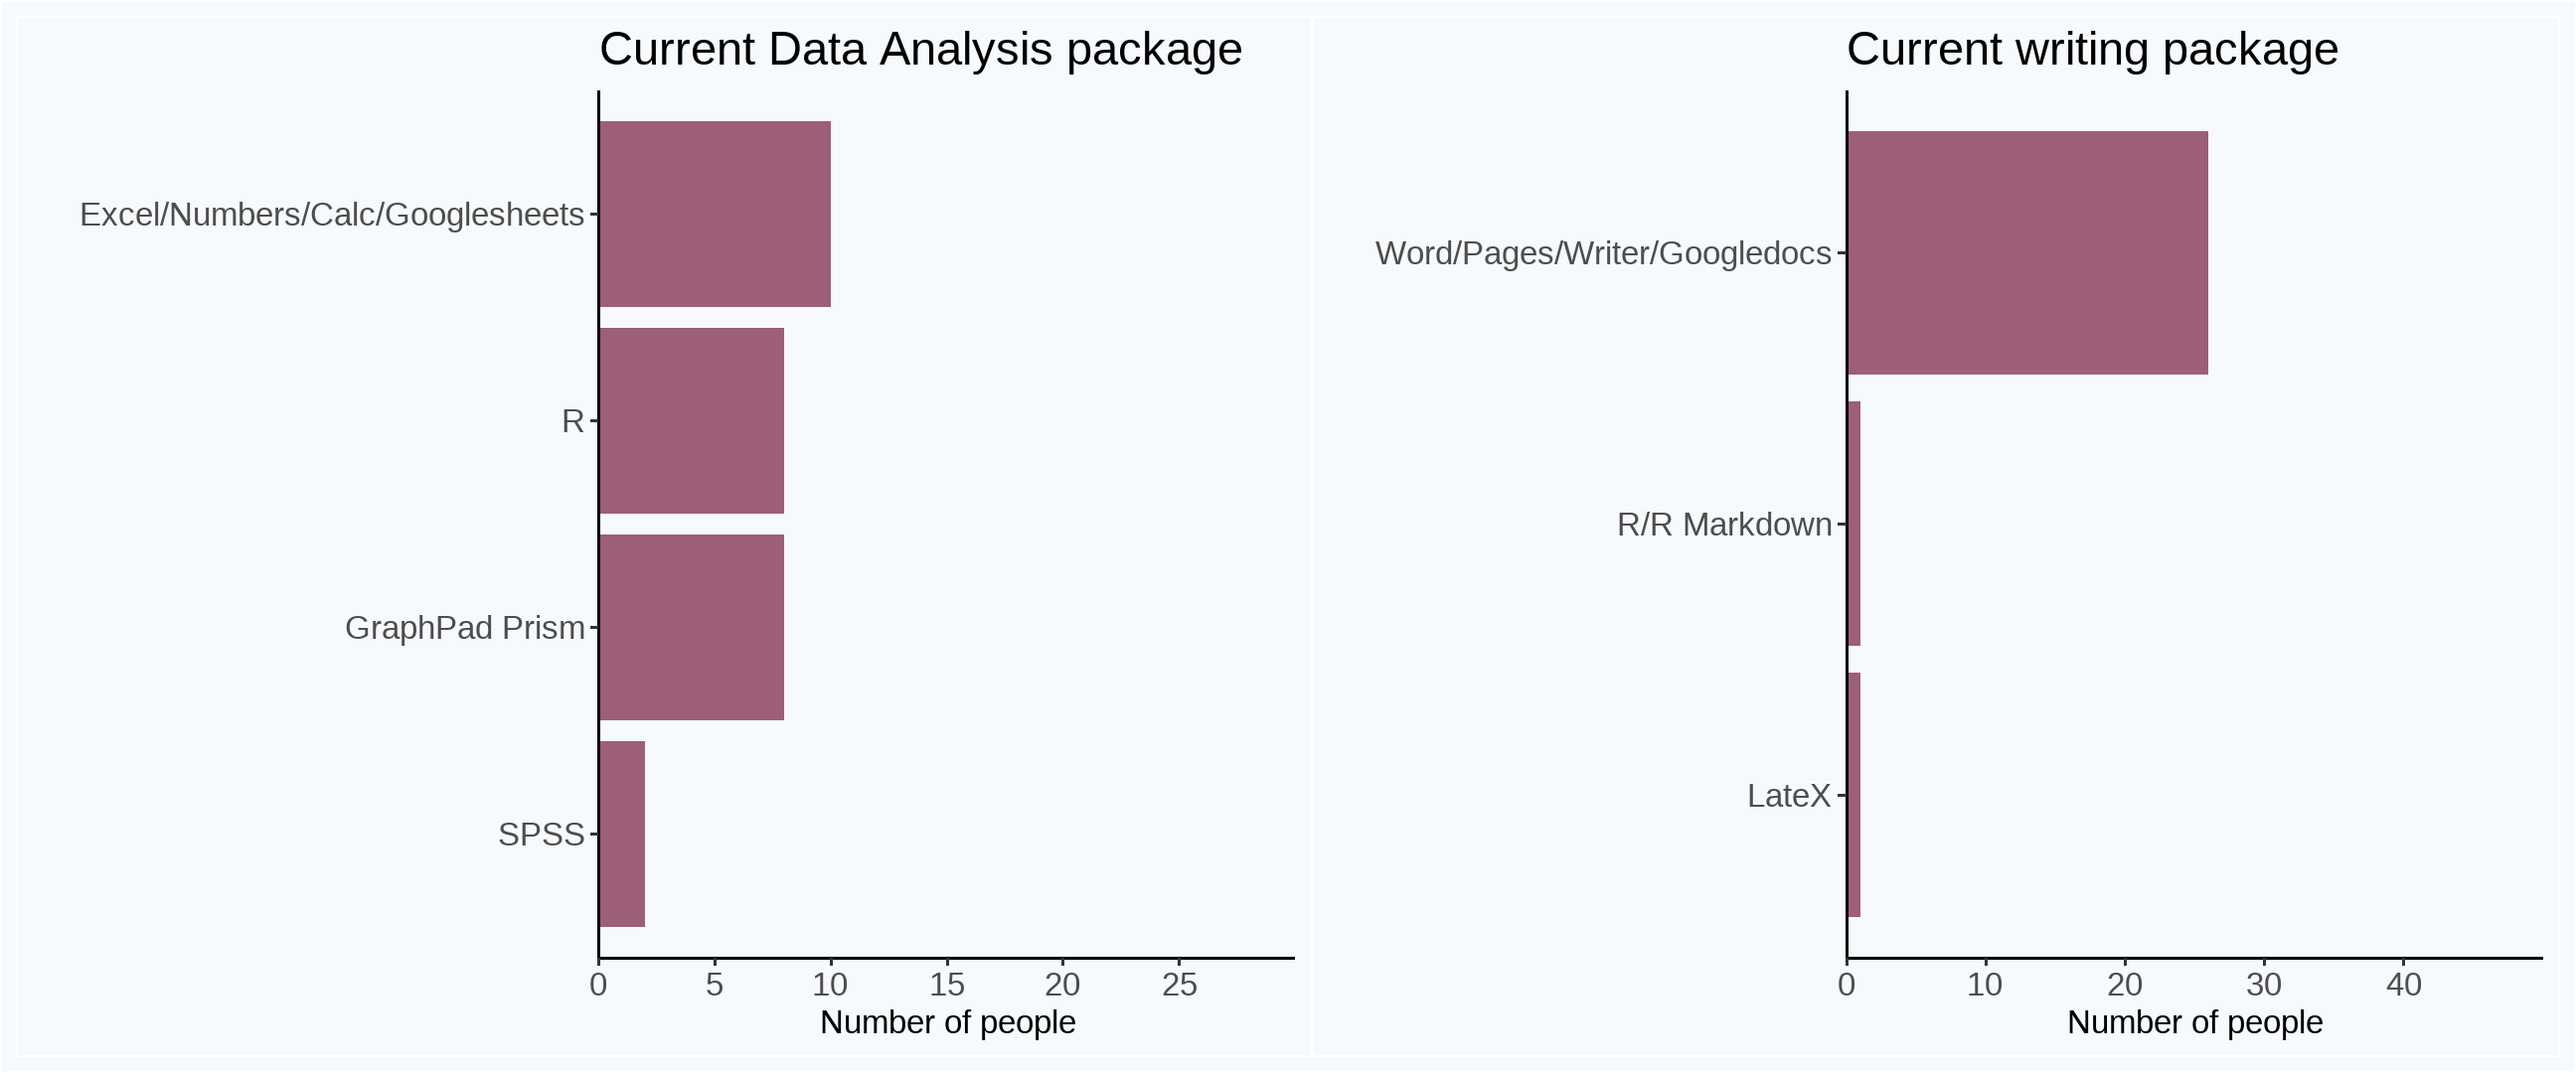 Current Data Analysis package
Excel/Numbers/Calc/Googlesheets
R
GraphPad Prism
SPSS
0 5 10 15 20 25
Number of people
Current writing package
Word/Pages/Writer/Googledocs
R/R Markdown
LateX
0 10 20 30 40
Number of people